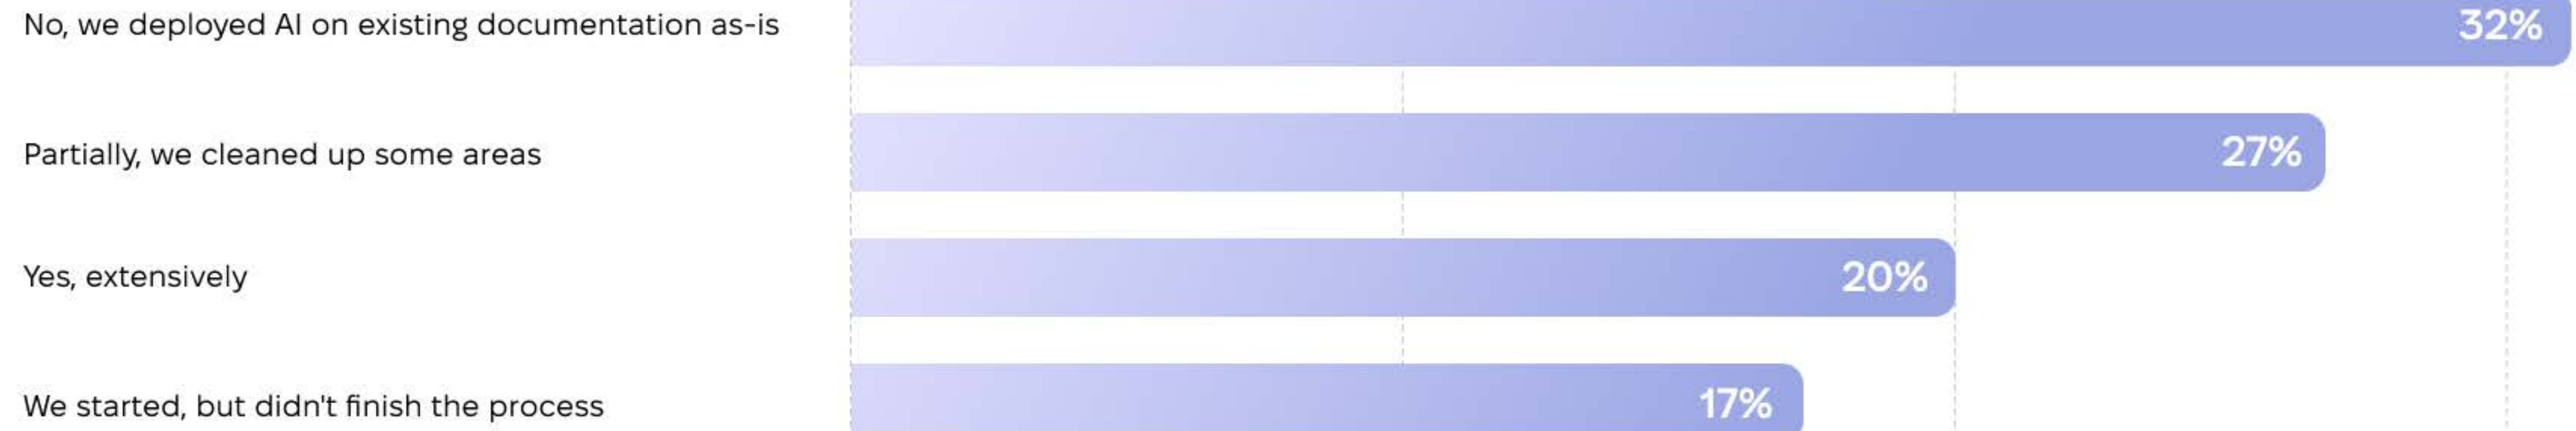 No, we deployed AI on existing documentation as-is 32%
Partially, we cleaned up some areas 27%
Yes, extensively 20%
We started, but didn't finish the process 17%